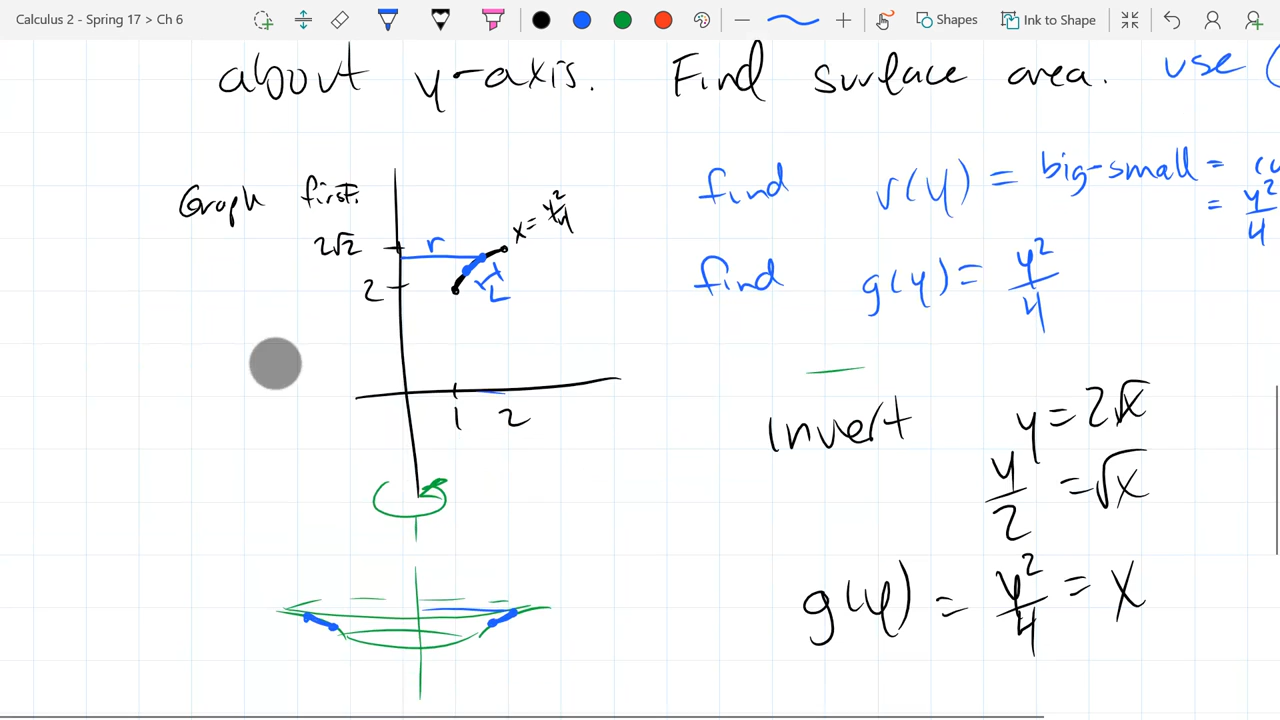 Calculus 2 - Spring 17 > Ch 6
Shapes
Ink to Shape
about y-axis. Find surface area. use (
Graph first.
2√2
2
r
L
x = y²/4
1 2
find r(y) = big-small =
= y²/4
find g(y) = y²/4
invert y = 2√x
y/2 = √x
g(y) = y²/4 = x